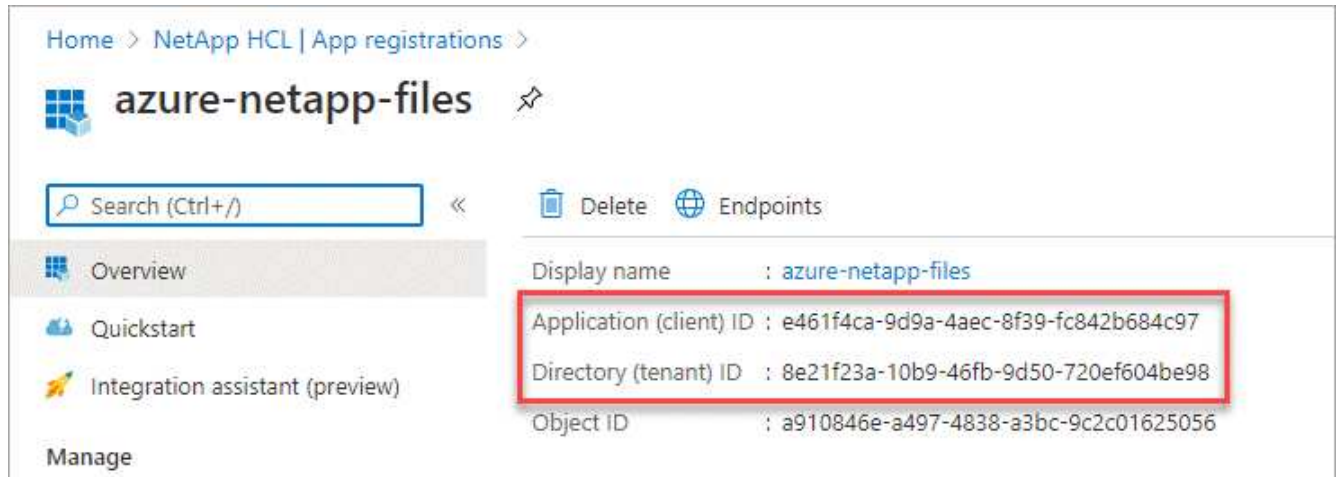 Home > NetApp HCL | App registrations >
azure-netapp-files
Search (Ctrl+/)
«
Delete
Endpoints
Overview
Quickstart
Integration assistant (preview)
Manage
Display name : azure-netapp-files
Application (client) ID : e461f4ca-9d9a-4aec-8f39-fc842b684c97
Directory (tenant) ID : 8e21f23a-10b9-46fb-9d50-720ef604be98
Object ID : a910846e-a497-4838-a3bc-9c2c01625056